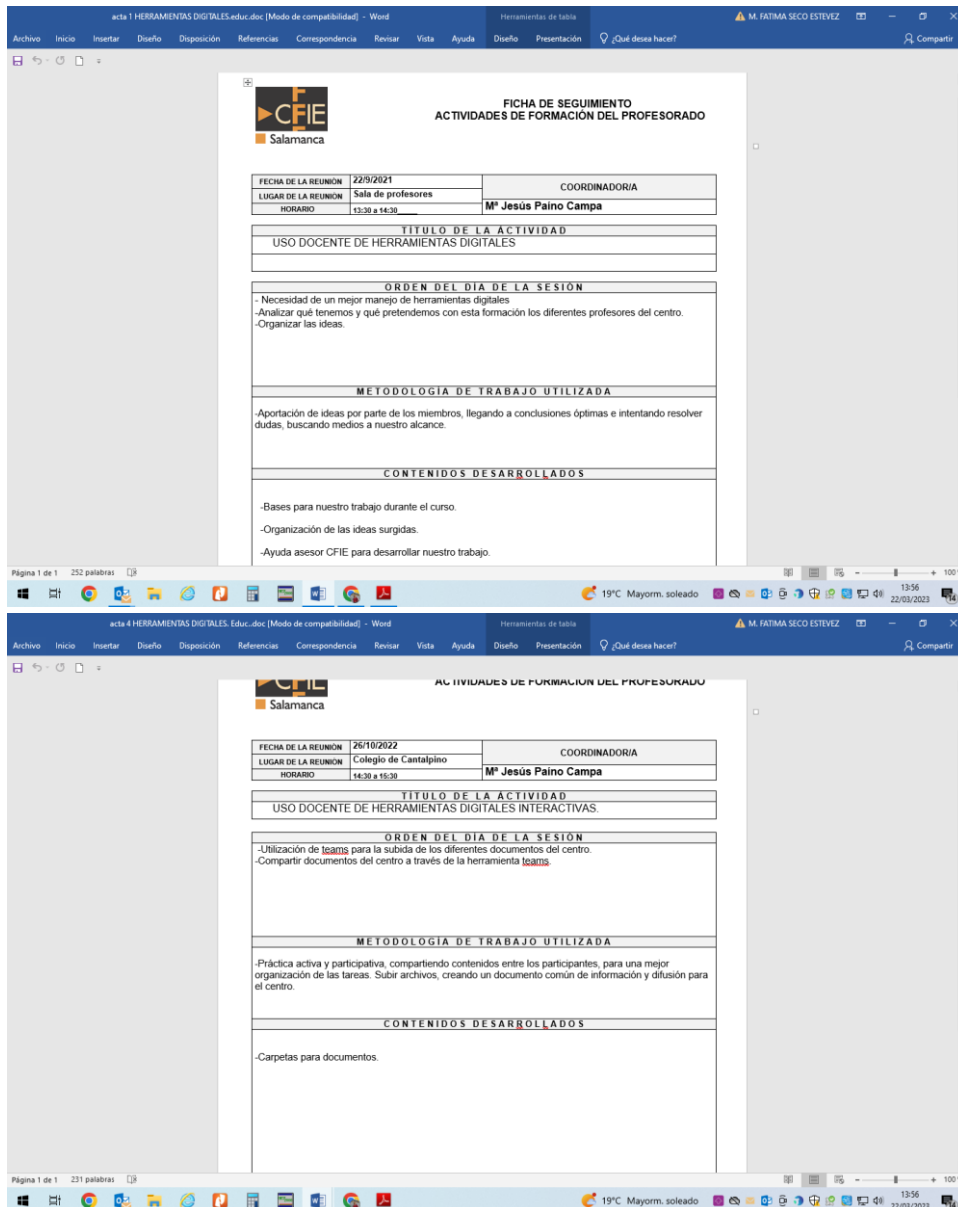 acta 1 HERRAMIENTAS DIGITALES.educ.doc [Modo de compatibilidad] - Word
Herramientas de tabla
M. FATIMA SECO ESTEVEZ
Archivo Inicio Insertar Diseño Disposición Referencias Correspondencia Revisar Vista Ayuda Diseño Presentación ¿Qué desea hacer? Compartir
CFIE
Salamanca
FICHA DE SEGUIMIENTO
ACTIVIDADES DE FORMACIÓN DEL PROFESORADO
FECHA DE LA REUNIÓN 22/9/2021
LUGAR DE LA REUNIÓN Sala de profesores
HORARIO 13:30 a 14:30____
COORDINADOR/A
Mª Jesús Paino Campa
TÍTULO DE LA ACTIVIDAD
USO DOCENTE DE HERRAMIENTAS DIGITALES
ORDEN DEL DÍA DE LA SESIÓN
- Necesidad de un mejor manejo de herramientas digitales
-Analizar qué tenemos y qué pretendemos con esta formación los diferentes profesores del centro.
-Organizar las ideas.
METODOLOGÍA DE TRABAJO UTILIZADA
-Aportación de ideas por parte de los miembros, llegando a conclusiones óptimas e intentando resolver
dudas, buscando medios a nuestro alcance.
CONTENIDOS DESARROLLADOS
-Bases para nuestro trabajo durante el curso.
-Organización de las ideas surgidas.
-Ayuda asesor CFIE para desarrollar nuestro trabajo.
Página 1 de 1 252 palabras 100
19°C Mayorm. soleado 13:56
22/03/2023
acta 4 HERRAMIENTAS DIGITALES. Educ..doc [Modo de compatibilidad] - Word
Herramientas de tabla
M. FATIMA SECO ESTEVEZ
Archivo Inicio Insertar Diseño Disposición Referencias Correspondencia Revisar Vista Ayuda Diseño Presentación ¿Qué desea hacer? Compartir
CFIE
Salamanca
ACTIVIDADES DE FORMACIÓN DEL PROFESORADO
FECHA DE LA REUNIÓN 26/10/2022
LUGAR DE LA REUNIÓN Colegio de Cantalpino
HORARIO 14:30 a 15:30
COORDINADOR/A
Mª Jesús Paino Campa
TÍTULO DE LA ACTIVIDAD
USO DOCENTE DE HERRAMIENTAS DIGITALES INTERACTIVAS.
ORDEN DEL DÍA DE LA SESIÓN
-Utilización de teams para la subida de los diferentes documentos del centro.
-Compartir documentos del centro a través de la herramienta teams.
METODOLOGÍA DE TRABAJO UTILIZADA
-Práctica activa y participativa, compartiendo contenidos entre los participantes, para una mejor
organización de las tareas. Subir archivos, creando un documento común de información y difusión para
el centro.
CONTENIDOS DESARROLLADOS
-Carpetas para documentos.
Página 1 de 1 231 palabras 100
19°C Mayorm. soleado 13:56
22/03/2023